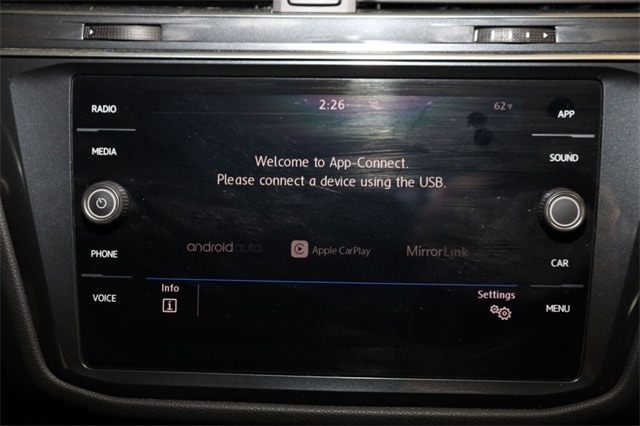 2:26 62°F
RADIO
APP
MEDIA
SOUND
Welcome to App-Connect.
Please connect a device using the USB.
androidauto Apple CarPlay MirrorLink
PHONE
CAR
VOICE
Info
Settings
MENU